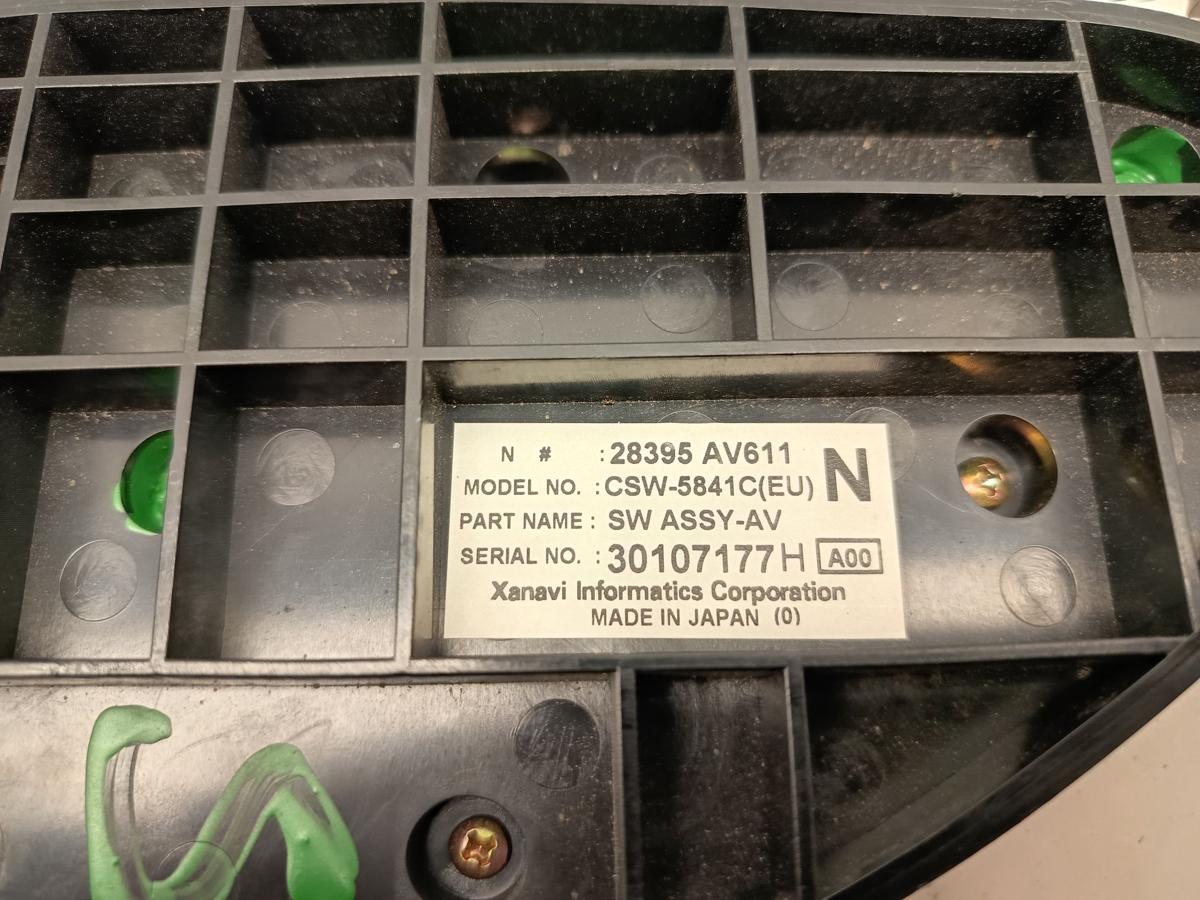 N # : 28395 AV611 N
MODEL NO. : CSW-5841C(EU)
PART NAME : SW ASSY-AV
SERIAL NO. : 30107177H A00
Xanavi Informatics Corporation
MADE IN JAPAN (0)